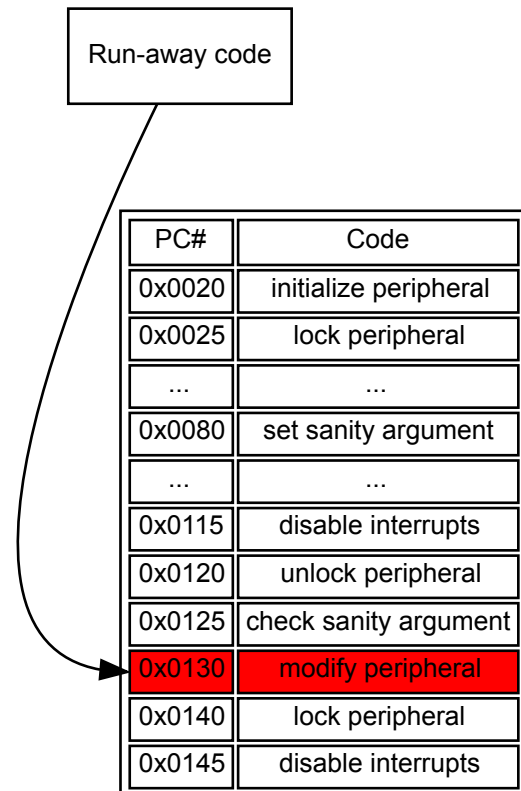 Run-away code
PC# Code
0x0020 initialize peripheral
0x0025 lock peripheral
... ...
0x0080 set sanity argument
... ...
0x0115 disable interrupts
0x0120 unlock peripheral
0x0125 check sanity argument
0x0130 modify peripheral
0x0140 lock peripheral
0x0145 disable interrupts